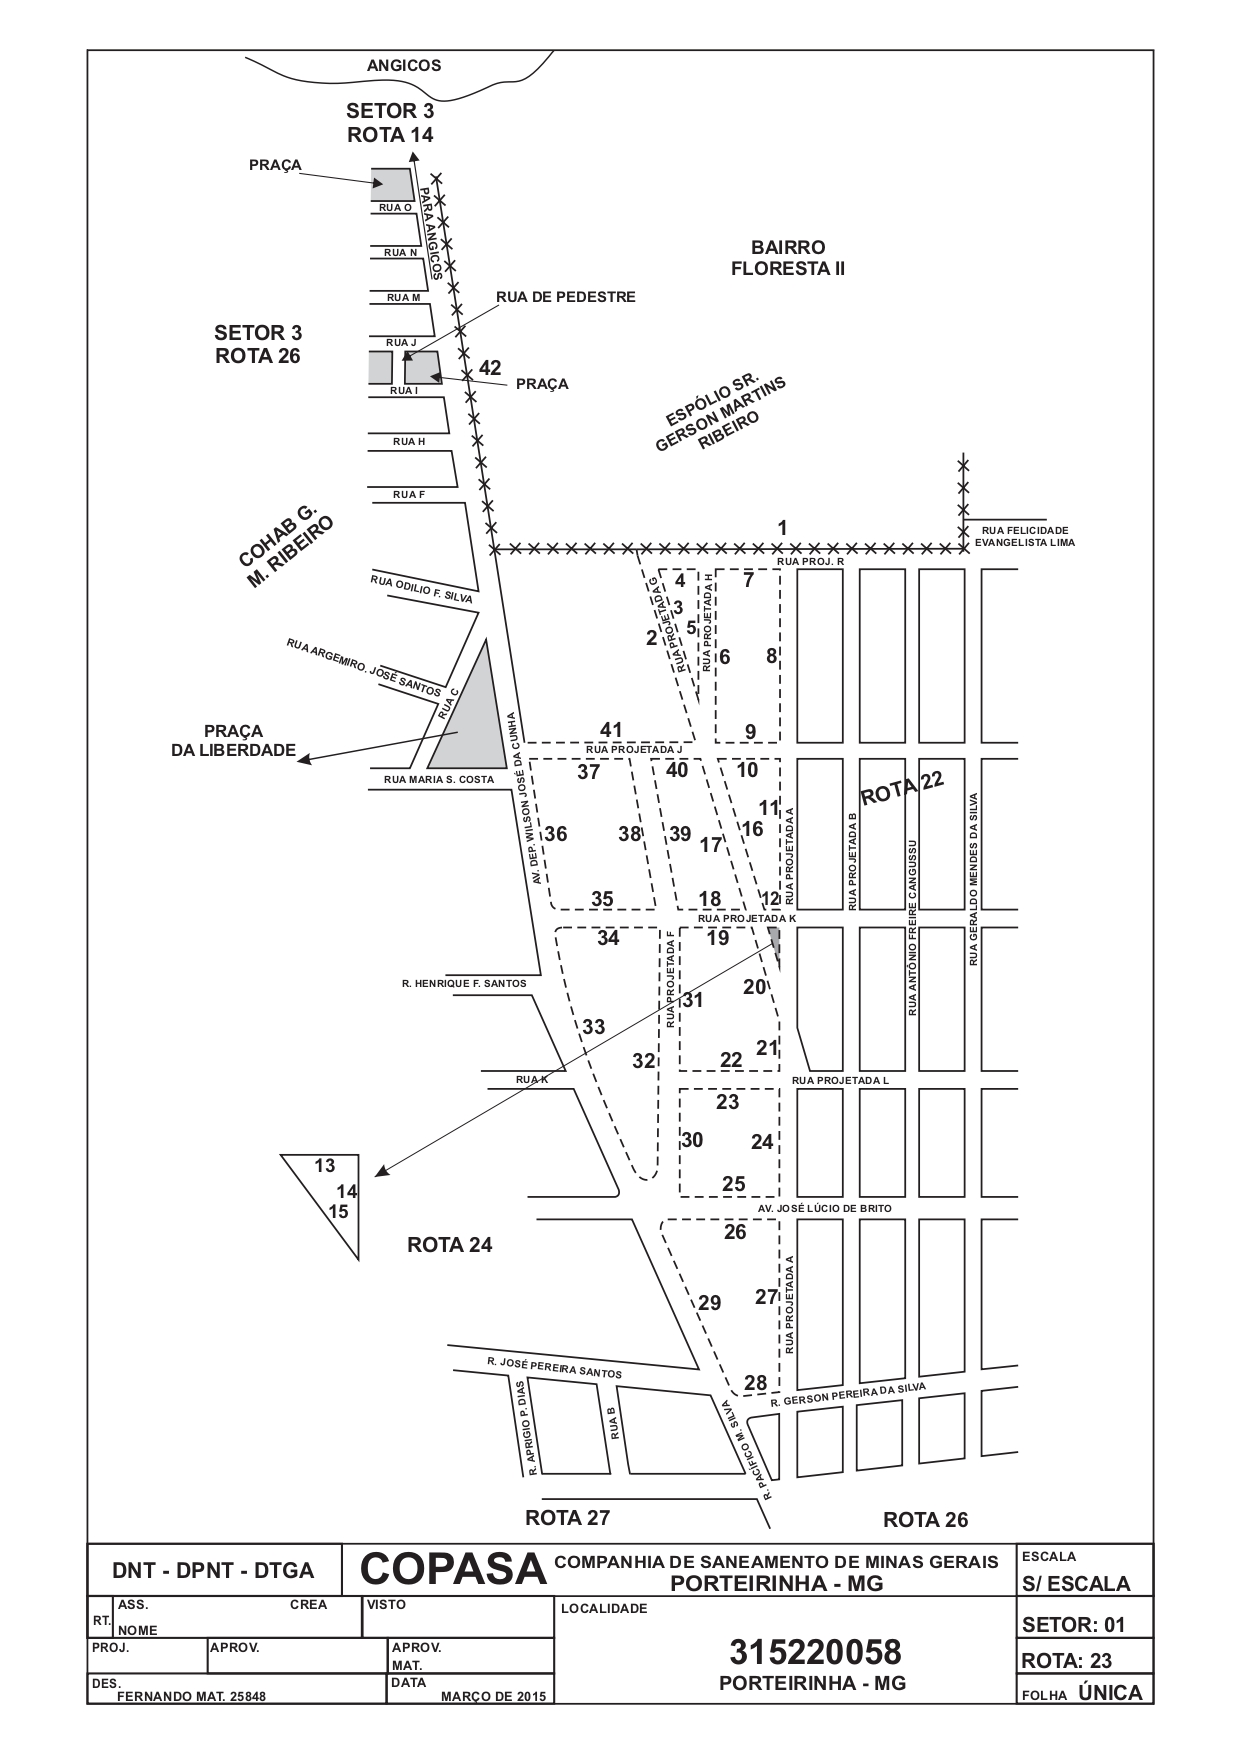 ANGICOS
SETOR 3
ROTA 14
PRAÇA
PARA ANGICOS
RUA O
RUA N
RUA M
BAIRRO
FLORESTA II
RUA DE PEDESTRE
SETOR 3
ROTA 26
RUA J
42
PRAÇA
RUA I
ESPÓLIO SR.
GERSON MARTINS
RIBEIRO
RUA H
RUA F
COHAB G.
M. RIBEIRO
1
RUA FELICIDADE
EVANGELISTA LIMA
RUA PROJ. R
RUA ODILIO F. SILVA
RUA PROJETADA G
RUA PROJETADA H
4
7
3
5
2
6
8
RUA ARGEMIRO. JOSÉ SANTOS
RUA C
PRAÇA
DA LIBERDADE
41
9
RUA PROJETADA J
RUA MARIA S. COSTA
AV. DEP. WILSON JOSÉ DA CUNHA
37
40
10
ROTA 22
11
36
38
39
17
16
RUA PROJETADA A
RUA PROJETADA B
RUA ANTÔNIO FREIRE CANGUSSU
RUA GERALDO MENDES DA SILVA
35
18
12
RUA PROJETADA K
34
19
RUA PROJETADA F
R. HENRIQUE F. SANTOS
20
31
33
32
22
21
RUA K
RUA PROJETADA L
23
30
24
25
13
14
15
AV. JOSÉ LÚCIO DE BRITO
26
ROTA 24
RUA PROJETADA A
29
27
R. JOSÉ PEREIRA SANTOS
28
R. GERSON PEREIRA DA SILVA
R. APRIGIO P. DIAS
RUA B
R. PACÍFICO M. SILVA
ROTA 27
ROTA 26
DNT - DPNT - DTGA
COPASA
COMPANHIA DE SANEAMENTO DE MINAS GERAIS
PORTEIRINHA - MG
ESCALA
S/ ESCALA
RT.
ASS.
CREA
NOME
VISTO
LOCALIDADE
315220058
PORTEIRINHA - MG
SETOR: 01
PROJ.
APROV.
APROV.
MAT.
ROTA: 23
DES.
FERNANDO MAT. 25848
DATA
MARÇO DE 2015
FOLHA ÚNICA